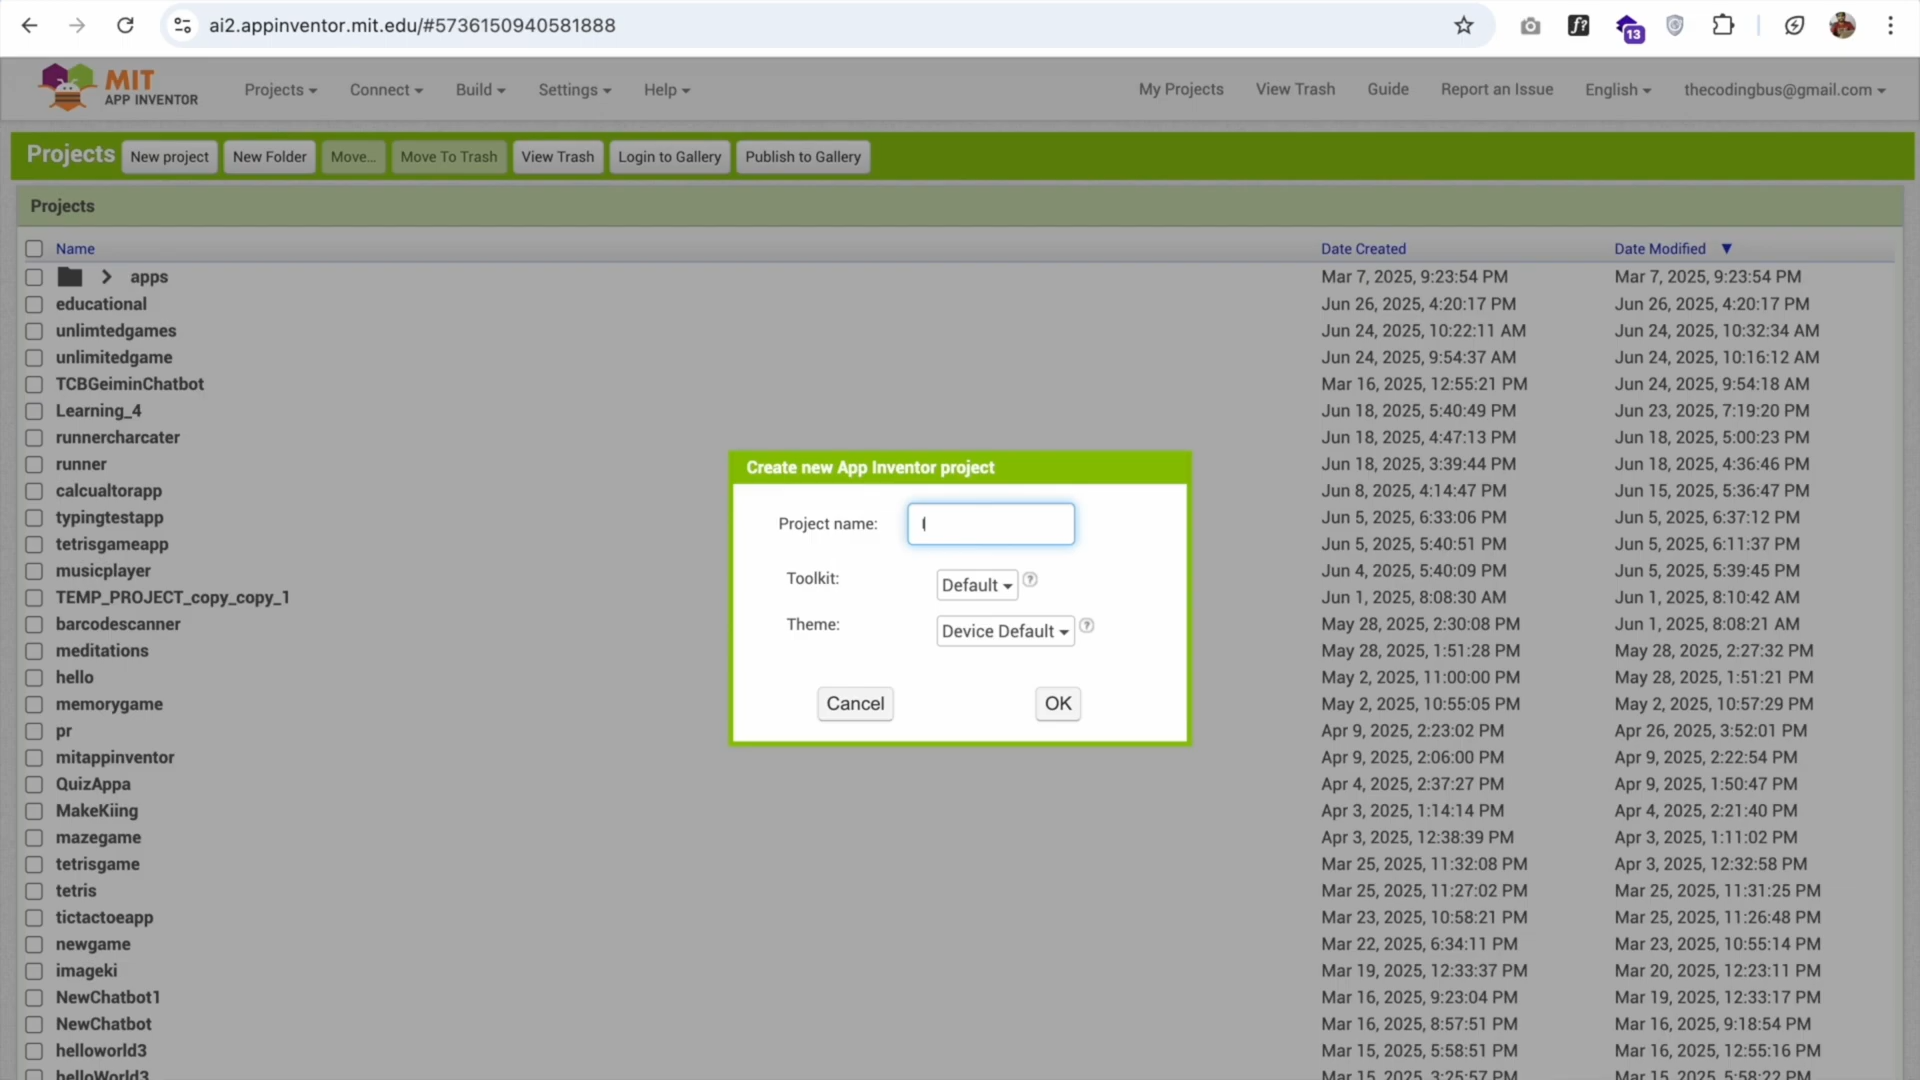 ai2.appinventor.mit.edu/#5736150940581888
13
MIT
APP INVENTOR
Projects
Connect
Build
Settings
Help
My Projects
View Trash
Guide
Report an Issue
English
thecodingbus@gmail.com
Projects
New project
New Folder
Move...
Move To Trash
View Trash
Login to Gallery
Publish to Gallery
Projects
Name Date Created Date Modified ▼
apps Mar 7, 2025, 9:23:54 PM Mar 7, 2025, 9:23:54 PM
educational Jun 26, 2025, 4:20:17 PM Jun 26, 2025, 4:20:17 PM
unlimtedgames Jun 24, 2025, 10:22:11 AM Jun 24, 2025, 10:32:34 AM
unlimitedgame Jun 24, 2025, 9:54:37 AM Jun 24, 2025, 10:16:12 AM
TCBGeiminChatbot Mar 16, 2025, 12:55:21 PM Jun 24, 2025, 9:54:18 AM
Learning_4 Jun 18, 2025, 5:40:49 PM Jun 23, 2025, 7:19:20 PM
runnercharcater Jun 18, 2025, 4:47:13 PM Jun 18, 2025, 5:00:23 PM
runner Jun 18, 2025, 3:39:44 PM Jun 18, 2025, 4:36:46 PM
calcualtorapp Jun 8, 2025, 4:14:47 PM Jun 15, 2025, 5:36:47 PM
typingtestapp Jun 5, 2025, 6:33:06 PM Jun 5, 2025, 6:37:12 PM
tetrisgameapp Jun 5, 2025, 5:40:51 PM Jun 5, 2025, 6:11:37 PM
musicplayer Jun 4, 2025, 5:40:09 PM Jun 5, 2025, 5:39:45 PM
TEMP_PROJECT_copy_copy_1 Jun 1, 2025, 8:08:30 AM Jun 1, 2025, 8:10:42 AM
barcodescanner May 28, 2025, 2:30:08 PM Jun 1, 2025, 8:08:21 AM
meditations May 28, 2025, 1:51:28 PM May 28, 2025, 2:27:32 PM
hello May 2, 2025, 11:00:00 PM May 28, 2025, 1:51:21 PM
memorygame May 2, 2025, 10:55:05 PM May 2, 2025, 10:57:29 PM
pr Apr 9, 2025, 2:23:02 PM Apr 26, 2025, 3:52:01 PM
mitappinventor Apr 9, 2025, 2:06:00 PM Apr 9, 2025, 2:22:54 PM
QuizAppa Apr 4, 2025, 2:37:27 PM Apr 9, 2025, 1:50:47 PM
MakeKiing Apr 3, 2025, 1:14:14 PM Apr 4, 2025, 2:21:40 PM
mazegame Apr 3, 2025, 12:38:39 PM Apr 3, 2025, 1:11:02 PM
tetrisgame Mar 25, 2025, 11:32:08 PM Apr 3, 2025, 12:32:58 PM
tetris Mar 25, 2025, 11:27:02 PM Mar 25, 2025, 11:31:25 PM
tictactoeapp Mar 23, 2025, 10:58:21 PM Mar 25, 2025, 11:26:48 PM
newgame Mar 22, 2025, 6:34:11 PM Mar 23, 2025, 10:55:14 PM
imageki Mar 19, 2025, 12:33:37 PM Mar 20, 2025, 12:23:11 PM
NewChatbot1 Mar 16, 2025, 9:23:04 PM Mar 19, 2025, 12:33:17 PM
NewChatbot Mar 16, 2025, 8:57:51 PM Mar 16, 2025, 9:18:54 PM
helloworld3 Mar 15, 2025, 5:58:51 PM Mar 16, 2025, 12:55:16 PM
helloWorld3 Mar 15, 2025, 3:25:57 PM Mar 15, 2025, 5:58:22 PM
Create new App Inventor project
Project name:
Toolkit: Default ?
Theme: Device Default ?
Cancel
OK